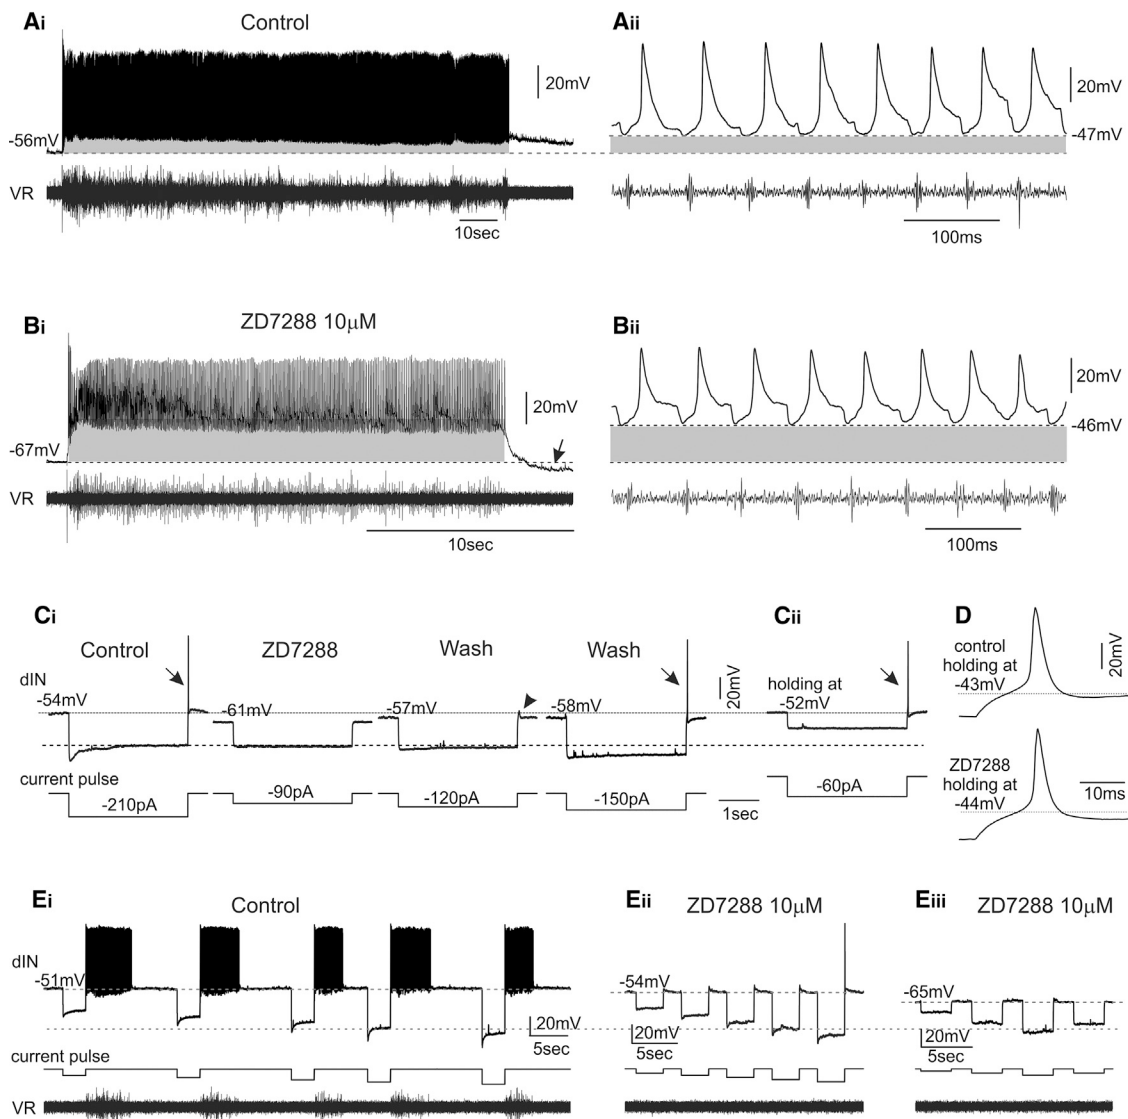 Ai
Control
Aii
20mV
20mV
-56mV
-47mV
VR
10sec
100ms
Bi
ZD7288 10μM
Bii
20mV
20mV
-67mV
-46mV
VR
10sec
100ms
Ci
Cii
D
Control
ZD7288
Wash
Wash
dIN
-54mV
-61mV
-57mV
-58mV
20mV
holding at
-52mV
control
holding at
-43mV
20mV
current pulse
-210pA
-90pA
-120pA
-150pA
1sec
-60pA
ZD7288
holding at
-44mV
10ms
Ei
Control
Eii
ZD7288 10μM
Eiii
ZD7288 10μM
dIN
-51mV
-54mV
-65mV
20mV
5sec
20mV
5sec
20mV
5sec
current pulse
VR